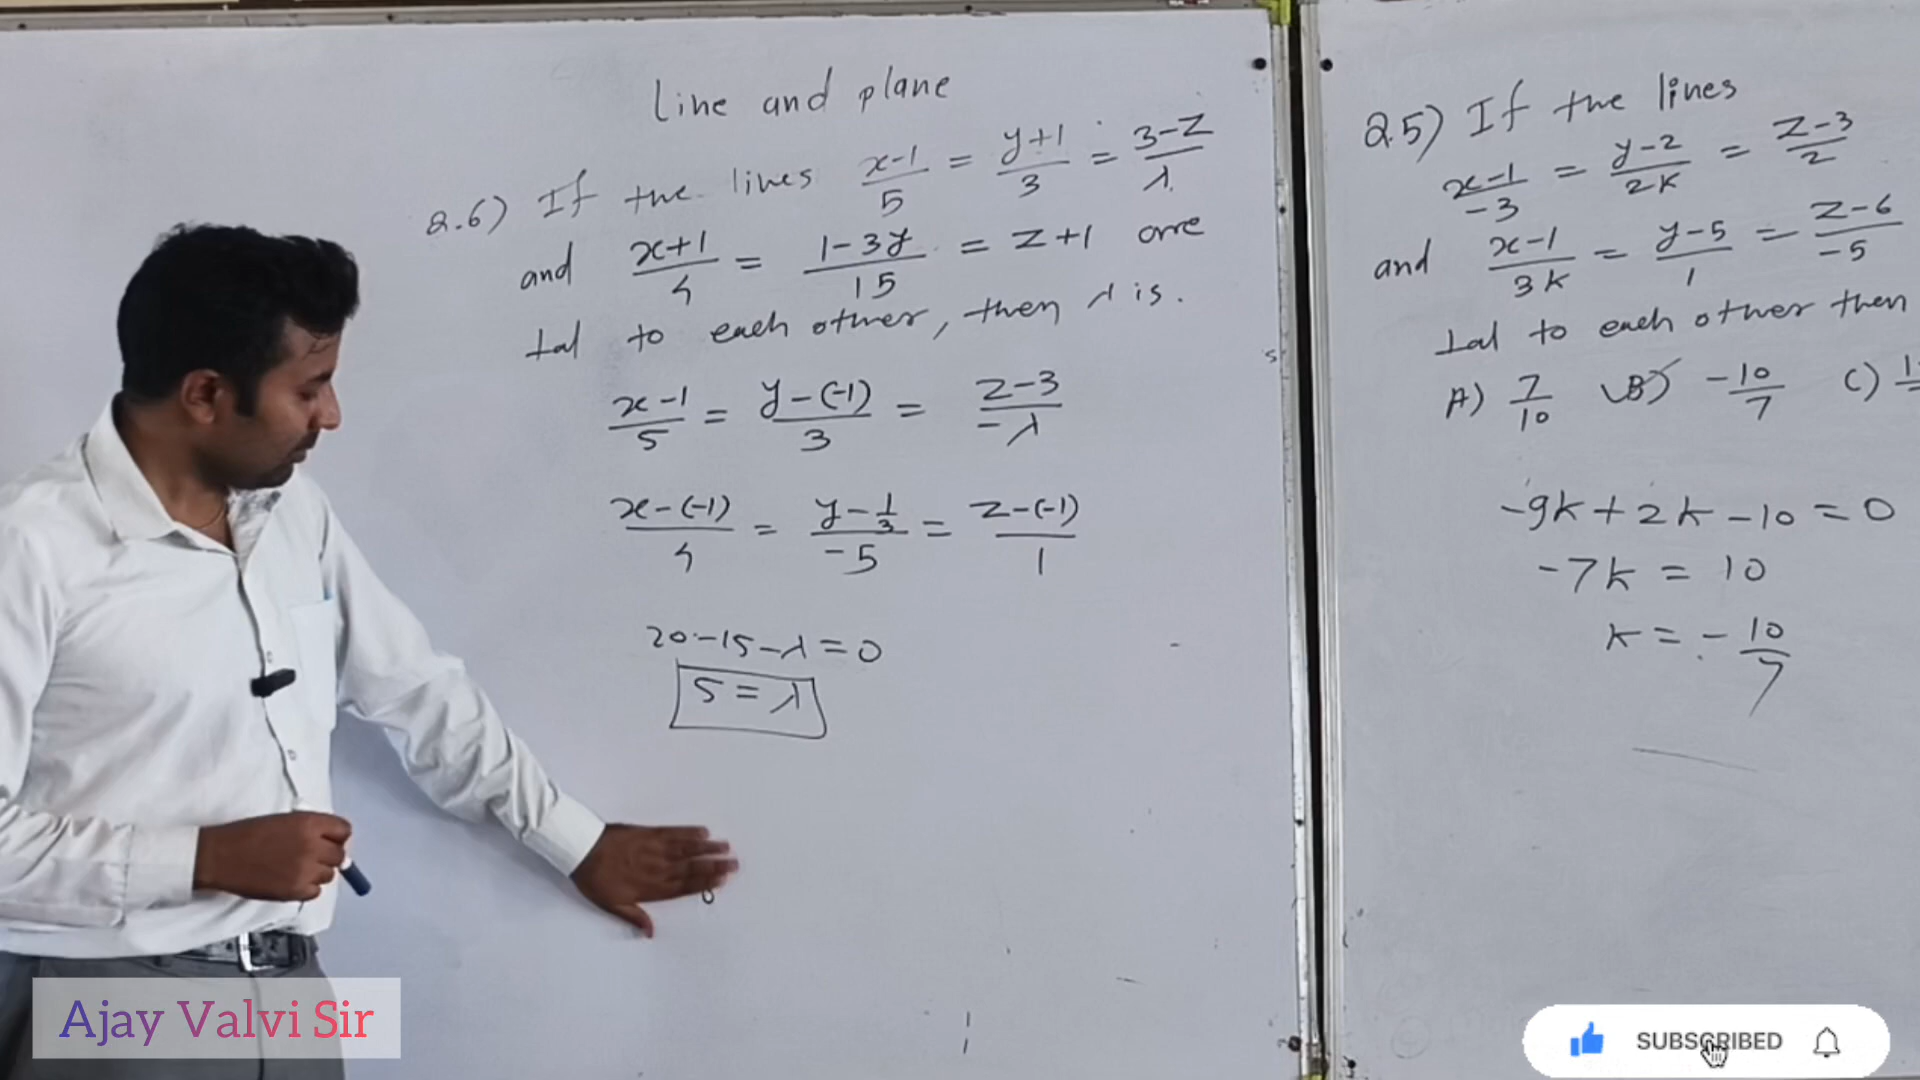 Line and plane
Q.6) If the lines x-1/5 = y+1/3 = 3-z/λ
and x+1/4 = 1-3y/15 = z+1 are
⊥al to each other, then λ is.
x-1/5 = y-(-1)/3 = z-3/-λ
x-(-1)/4 = y-1/3/-5 = z-(-1)/1
20-15-λ=0
5=λ
Q.5) If the lines
x-1/-3 = y-2/2k = z-3/2
and x-1/3k = y-5/1 = z-6/-5
⊥al to each other then
A) 7/10 B) -10/7 C)
-9k+2k-10=0
-7k=10
k=-10/7
Ajay Valvi Sir
SUBSCRIBED